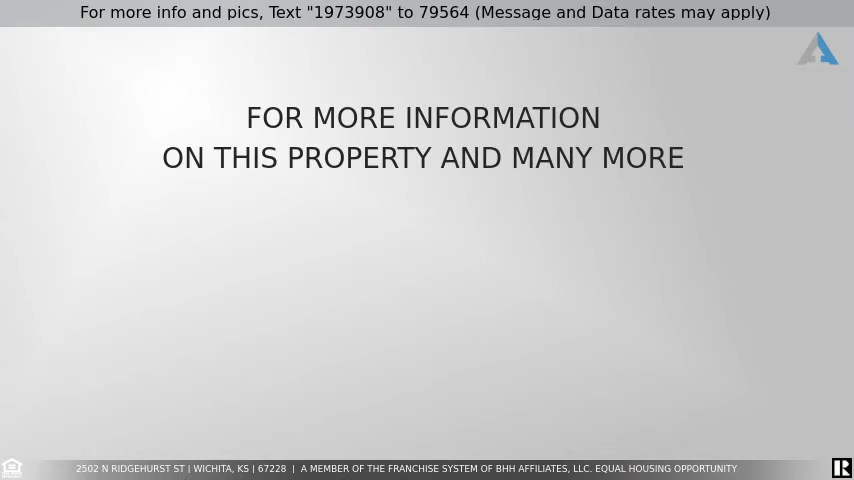 For more info and pics, Text "1973908" to 79564 (Message and Data rates may apply)
FOR MORE INFORMATION
ON THIS PROPERTY AND MANY MORE
2502 N RIDGEHURST ST | WICHITA, KS | 67228 | A MEMBER OF THE FRANCHISE SYSTEM OF BHH AFFILIATES, LLC. EQUAL HOUSING OPPORTUNITY